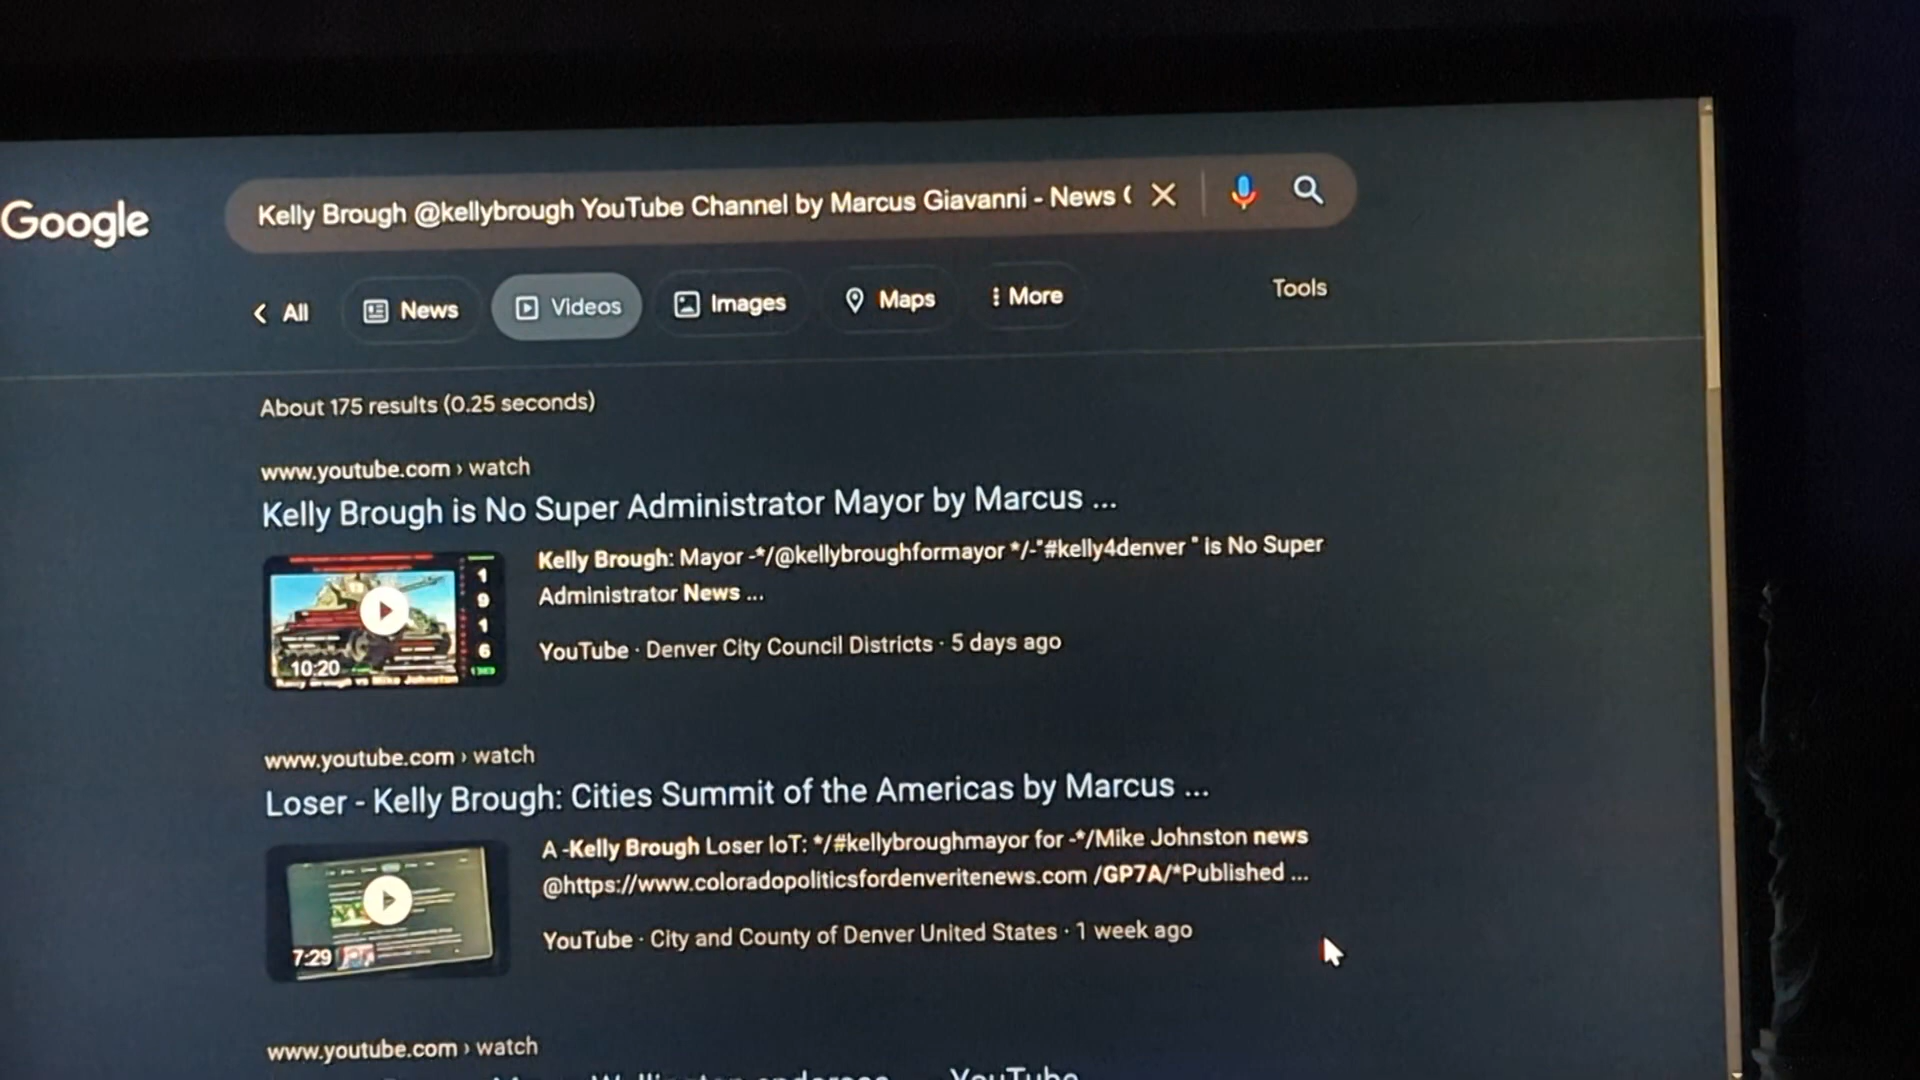 Google
Kelly Brough @kellybrough YouTube Channel by Marcus Giavanni - News
All News Videos Images Maps More Tools
About 175 results (0.25 seconds)
www.youtube.com › watch
Kelly Brough is No Super Administrator Mayor by Marcus ...
Kelly Brough: Mayor -*/@kellybroughformayor */-"#kelly4denver " is No Super
Administrator News ...
YouTube · Denver City Council Districts · 5 days ago
1
9
1
6
10:20
www.youtube.com › watch
Loser - Kelly Brough: Cities Summit of the Americas by Marcus ...
A -Kelly Brough Loser IoT: */#kellybroughmayor for -*/Mike Johnston news
@https://www.coloradopoliticsfordenveritenews.com /GP7A/*Published ...
YouTube · City and County of Denver United States · 1 week ago
7:29
www.youtube.com › watch
YouTube